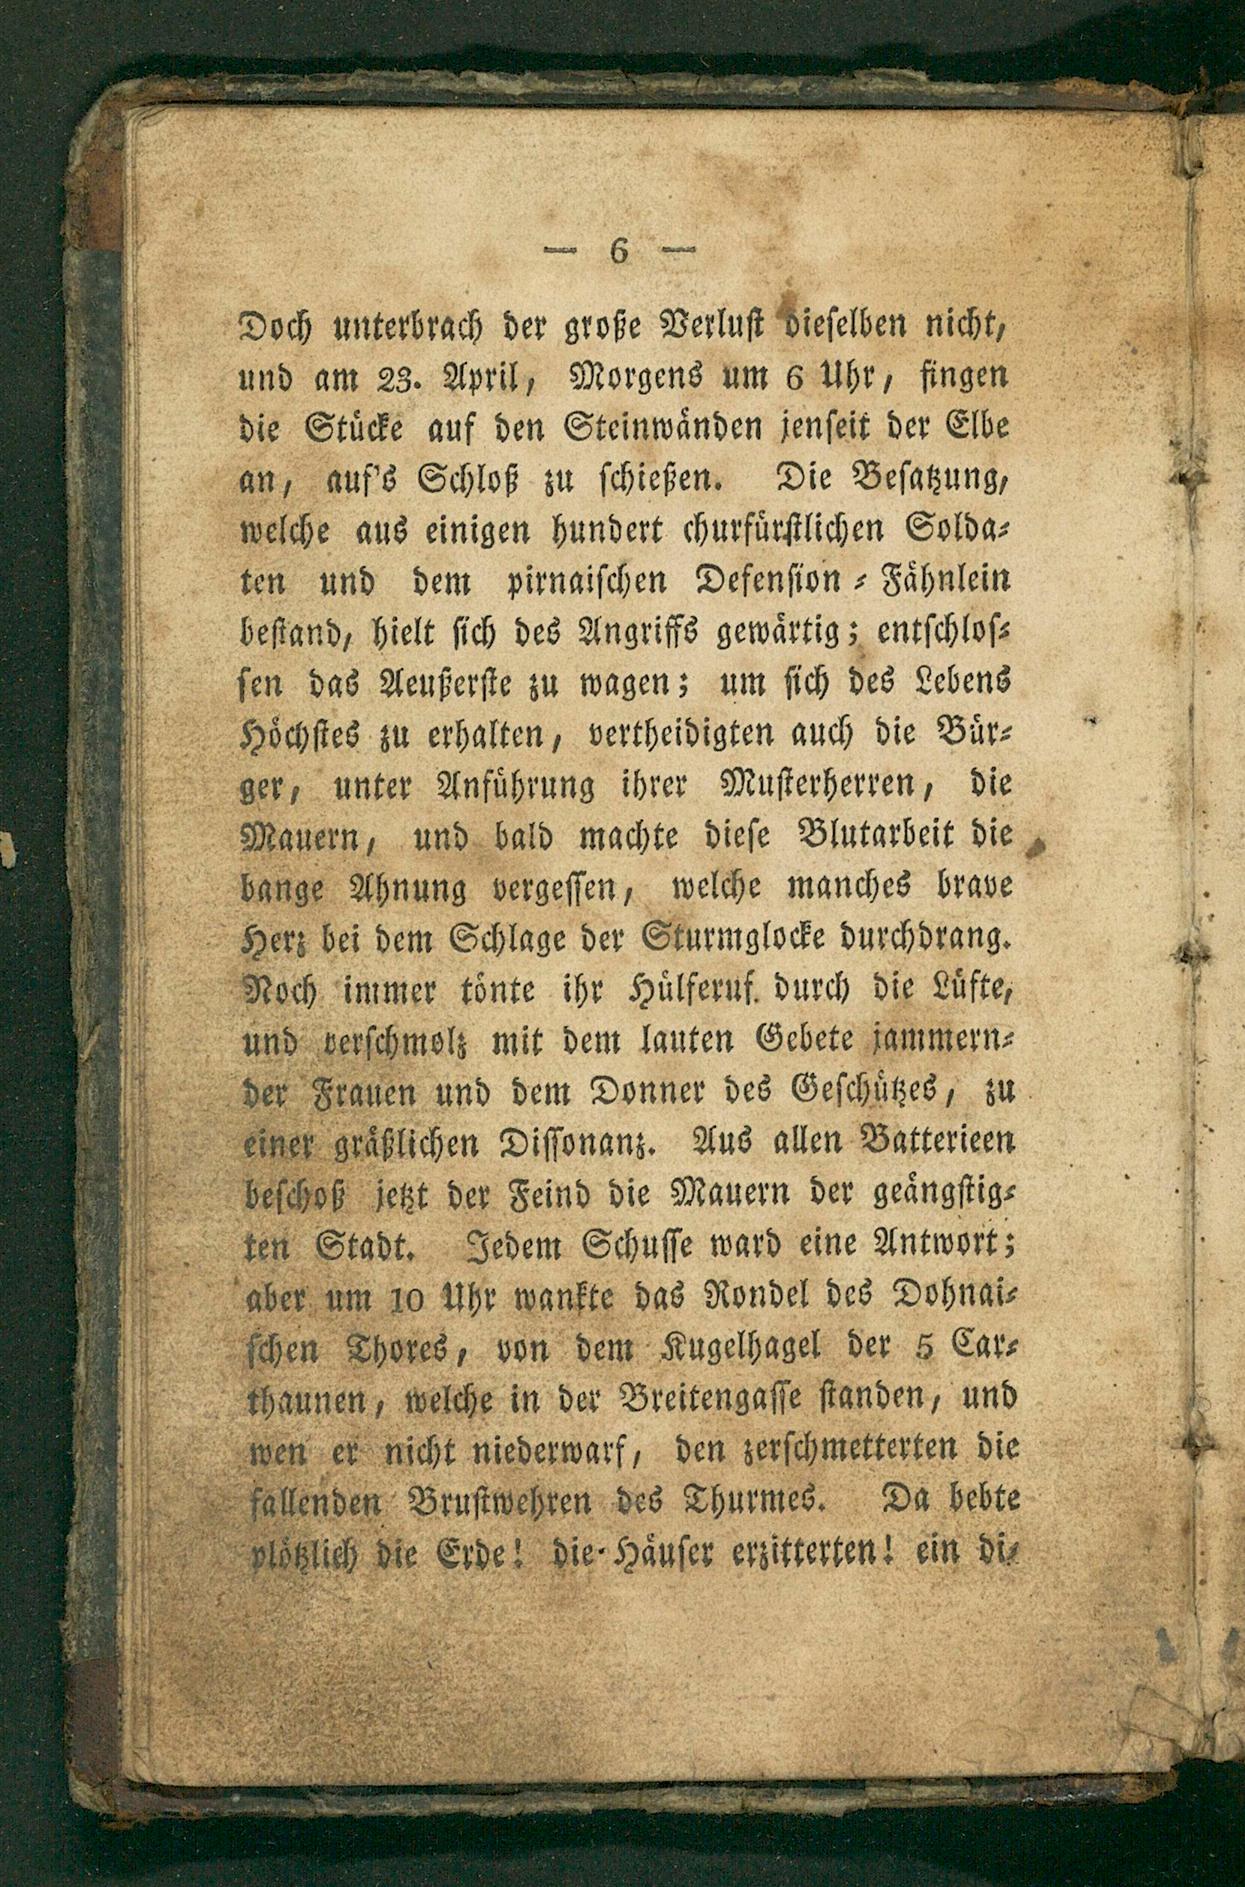 — 6 —
Doch unterbrach der große Verlust dieselben nicht,
und am 23. April, Morgens um 6 Uhr, fingen
die Stücke auf den Steinwänden jenseit der Elbe
an, auf's Schloß zu schießen. Die Besatzung,
welche aus einigen hundert churfürstlichen Solda-
ten und dem pirnaischen Defension-Fähnlein
bestand, hielt sich des Angriffs gewärtig; entschlos-
sen das Aeußerste zu wagen; um sich des Lebens
Höchstes zu erhalten, vertheidigten auch die Bür-
ger, unter Anführung ihrer Musterherren, die
Mauern, und bald machte diese Blutarbeit die
bange Ahnung vergessen, welche manches brave
Herz bei dem Schlage der Sturmglocke durchdrang.
Noch immer tönte ihr Hülferuf durch die Lüfte,
und verschmolz mit dem lauten Gebete jammern-
der Frauen und dem Donner des Geschützes, zu
einer gräßlichen Dissonanz. Aus allen Batterieen
beschoß jetzt der Feind die Mauern der geängstig-
ten Stadt. Jedem Schusse ward eine Antwort;
aber um 10 Uhr wankte das Rondel des Dohnai-
schen Thores, von dem Kugelhagel der 5 Car-
thaunen, welche in der Breitengasse standen, und
wen er nicht niederwarf, den zerschmetterten die
fallenden Brustwehren des Thurmes. Da bebte
plötzlich die Erde! die Häuser erzitterten! ein di-